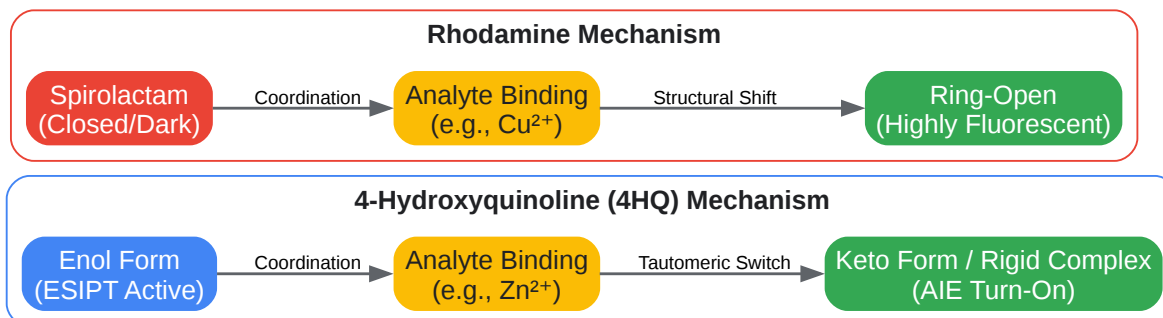 Rhodamine Mechanism
Spirolactam
(Closed/Dark)
Coordination
Analyte Binding
(e.g., Cu²⁺)
Structural Shift
Ring-Open
(Highly Fluorescent)
4-Hydroxyquinoline (4HQ) Mechanism
Enol Form
(ESIPT Active)
Coordination
Analyte Binding
(e.g., Zn²⁺)
Tautomeric Switch
Keto Form / Rigid Complex
(AIE Turn-On)